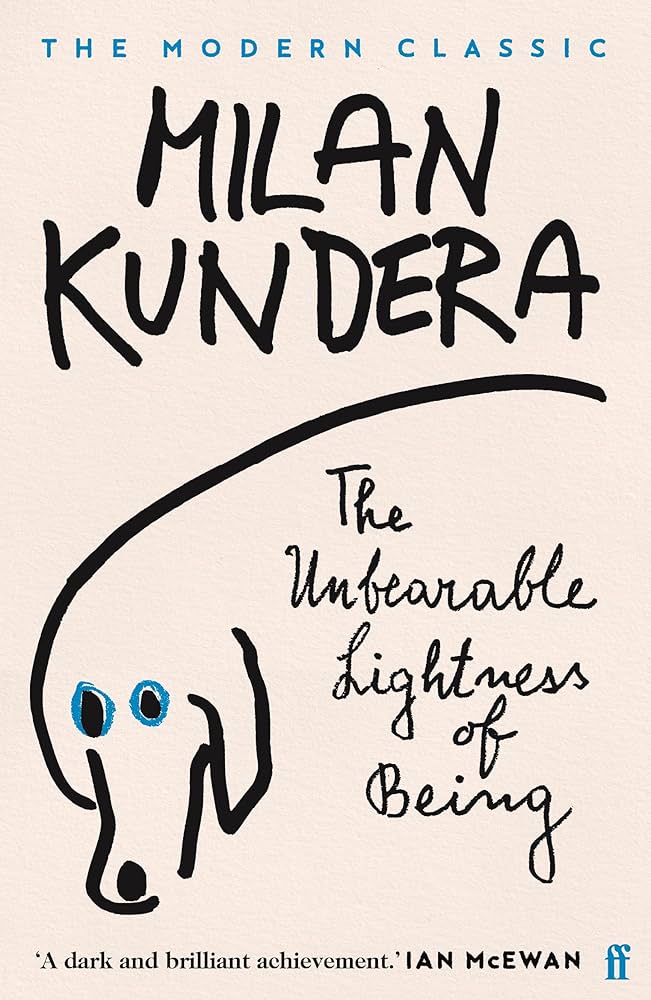 THE MODERN CLASSIC
MILAN
KUNDERA
The
Unbearable
Lightness
of
Being
‘A dark and brilliant achievement.’ IAN McEWAN ff